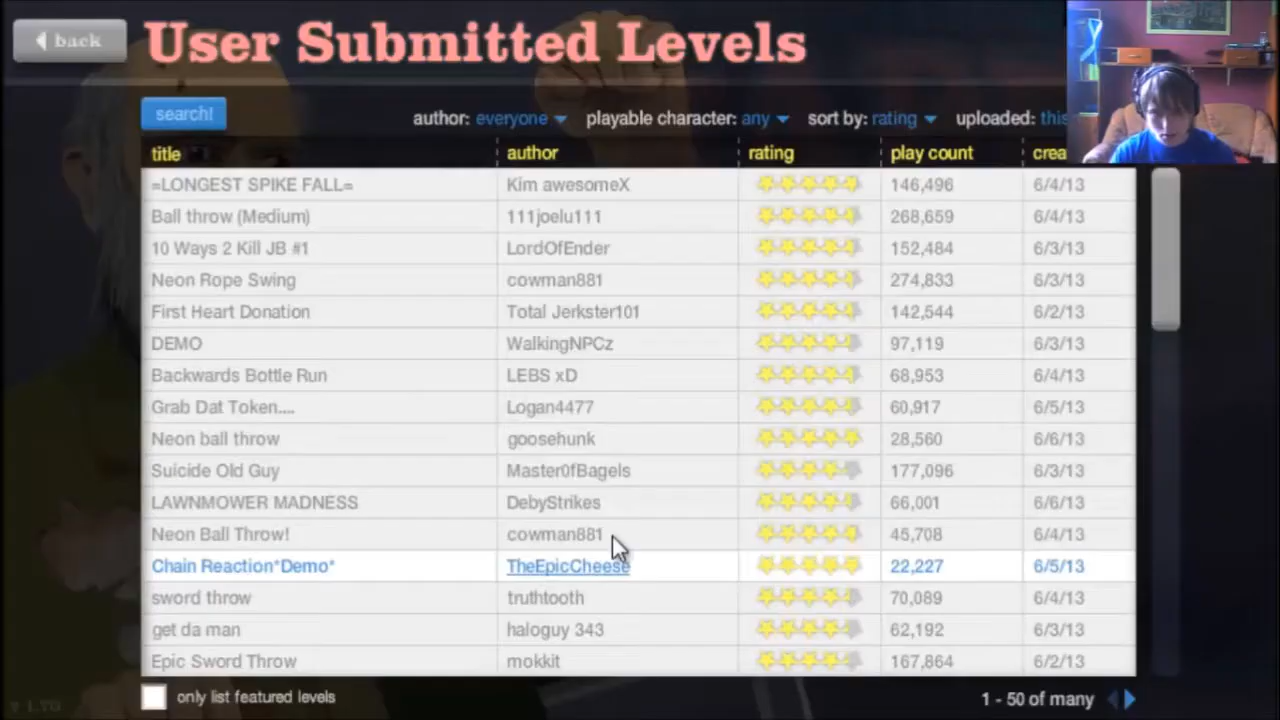 back
User Submitted Levels
search!
author: everyone playable character: any sort by: rating uploaded: this
title author rating play count crea
=LONGEST SPIKE FALL= Kim awesomeX 146,496 6/4/13
Ball throw (Medium) 111joelu111 268,659 6/4/13
10 Ways 2 Kill JB #1 LordOfEnder 152,484 6/3/13
Neon Rope Swing cowman881 274,833 6/3/13
First Heart Donation Total Jerkster101 142,544 6/2/13
DEMO WalkingNPCz 97,119 6/3/13
Backwards Bottle Run LEBS xD 68,953 6/4/13
Grab Dat Token.... Logan4477 60,917 6/5/13
Neon ball throw goosehunk 28,560 6/6/13
Suicide Old Guy Master0fBagels 177,096 6/3/13
LAWNMOWER MADNESS DebyStrikes 66,001 6/6/13
Neon Ball Throw! cowman881 45,708 6/4/13
Chain Reaction*Demo* TheEpicCheese 22,227 6/5/13
sword throw truthtooth 70,089 6/4/13
get da man haloguy 343 62,192 6/3/13
Epic Sword Throw mokkit 167,864 6/2/13
only list featured levels 1 - 50 of many